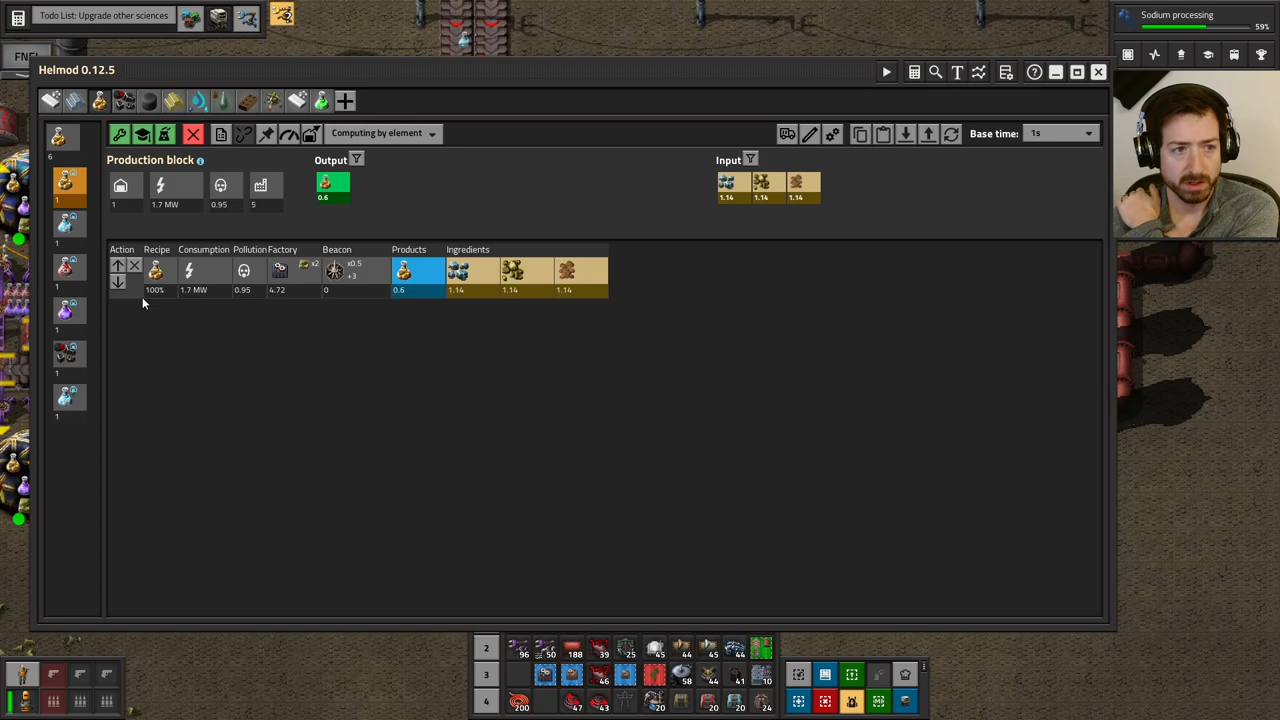 Todo List: Upgrade other sciences
Sodium processing
59%
Helmod 0.12.5
Computing by element
Base time:
1s
6
1
1
1
1
1
1
Production block
Output
Input
1
1.7 MW
0.95
5
0.6
1.14
1.14
1.14
Action
Recipe
Consumption
Pollution
Factory
Beacon
Products
Ingredients
x2
x0.5
+3
100%
1.7 MW
0.95
4.72
0
0.6
1.14
1.14
1.14
2
96
50
188
39
25
45
44
45
44
3
46
58
44
41
10
4
200
47
43
20
20
20
24